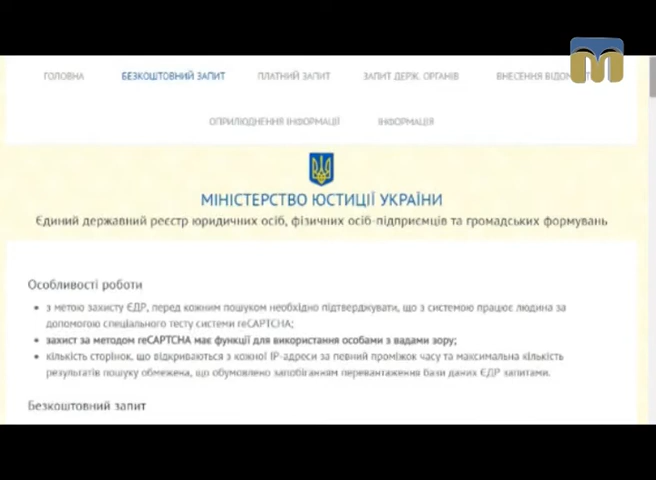 ГОЛОВНА БЕЗКОШТОВНИЙ ЗАПИТ ПЛАТНИЙ ЗАПИТ ЗАПИТ ДЕРЖ. ОРГАНІВ ВНЕСЕННЯ
ОПРИЛЮДНЕННЯ ІНФОРМАЦІЇ ІНФОРМАЦІЯ
МІНІСТЕРСТВО ЮСТИЦІЇ УКРАЇНИ
Єдиний державний реєстр юридичних осіб, фізичних осіб-підприємців та громадських формувань
Особливості роботи
з метою захисту ЄДР, перед кожним пошуком необхідно підтверджувати, що з системою працює людина за
допомогою спеціального тесту системи reCAPTCHA;
захист за методом reCAPTCHA має функції для використання особами з вадами зору;
кількість сторінок, що відкриваються з кожної IP-адреси за певний проміжок часу та максимальна кількість
результатів пошуку обмежена, що обумовлено запобіганням перевантаження бази даних ЄДР запитами.
Безкоштовний запит